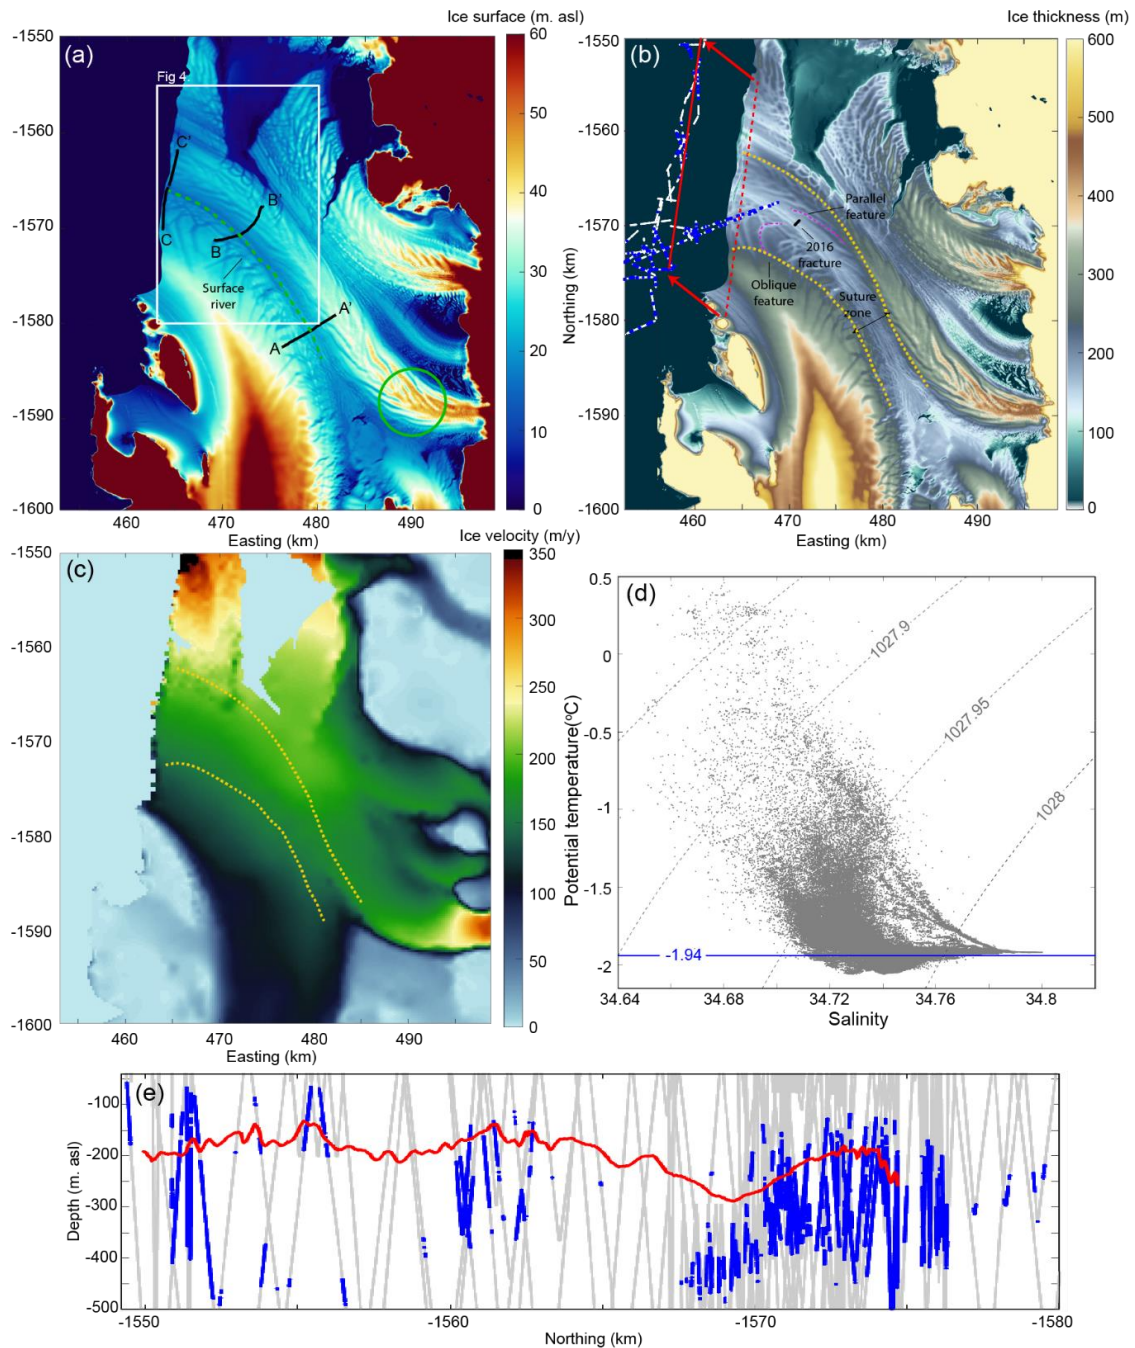 Ice surface (m. asl)
(a)
Fig 4.
C'
C
B'
B
A'
A
Surface
river
-1550
-1560
-1570
-1580
-1590
-1600
460
470
480
490
Easting (km)
60
50
40
30
20
10
0
Ice thickness (m)
(b)
Parallel
feature
2016
fracture
Oblique
feature
Suture
zone
Northing (km)
-1550
-1560
-1570
-1580
-1590
-1600
460
470
480
490
Easting (km)
600
500
400
300
200
100
0
Ice velocity (m/y)
(c)
-1550
-1560
-1570
-1580
-1590
-1600
460
470
480
490
Easting (km)
350
300
250
200
150
100
50
0
(d)
Potential temperature(°C)
0.5
0
-0.5
-1
-1.5
-2
1027.9
1027.95
1028
-1.94
34.64
34.68
34.72
34.76
34.8
Salinity
(e)
Depth (m. asl)
-100
-200
-300
-400
-500
-1550
-1560
-1570
-1580
Northing (km)